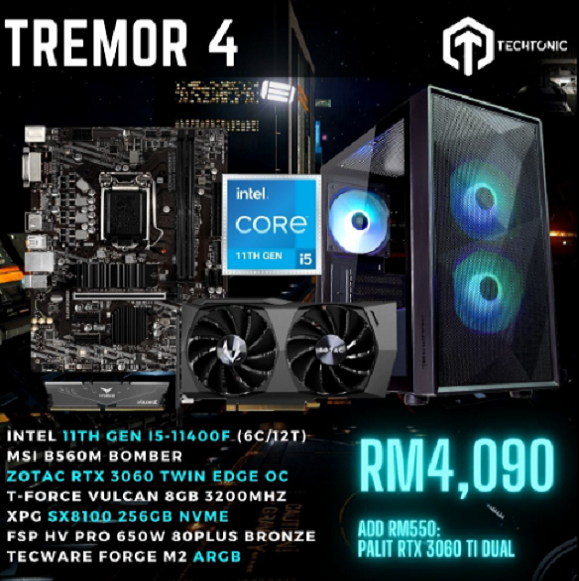 TREMOR 4
TECHTONIC
intel
CORE
11TH GEN i5
INTEL 11TH GEN I5-11400F (6C/12T)
MSI B560M BOMBER
ZOTAC RTX 3060 TWIN EDGE OC
T-FORCE VULCAN 8GB 3200MHZ
XPG SX8100 256GB NVME
FSP HV PRO 650W 80PLUS BRONZE
TECWARE FORGE M2 ARGB
RM4,090
ADD RM550:
PALIT RTX 3060 TI DUAL